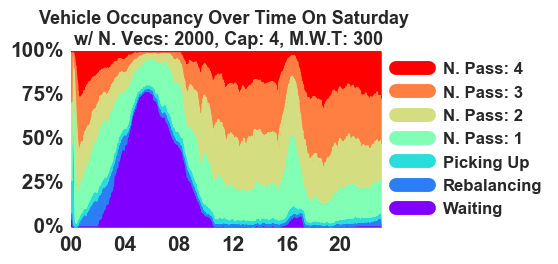 Vehicle Occupancy Over Time On Saturday
w/ N. Vecs: 2000, Cap: 4, M.W.T: 300
100%
75%
50%
25%
0%
00 04 08 12 16 20
N. Pass: 4
N. Pass: 3
N. Pass: 2
N. Pass: 1
Picking Up
Rebalancing
Waiting